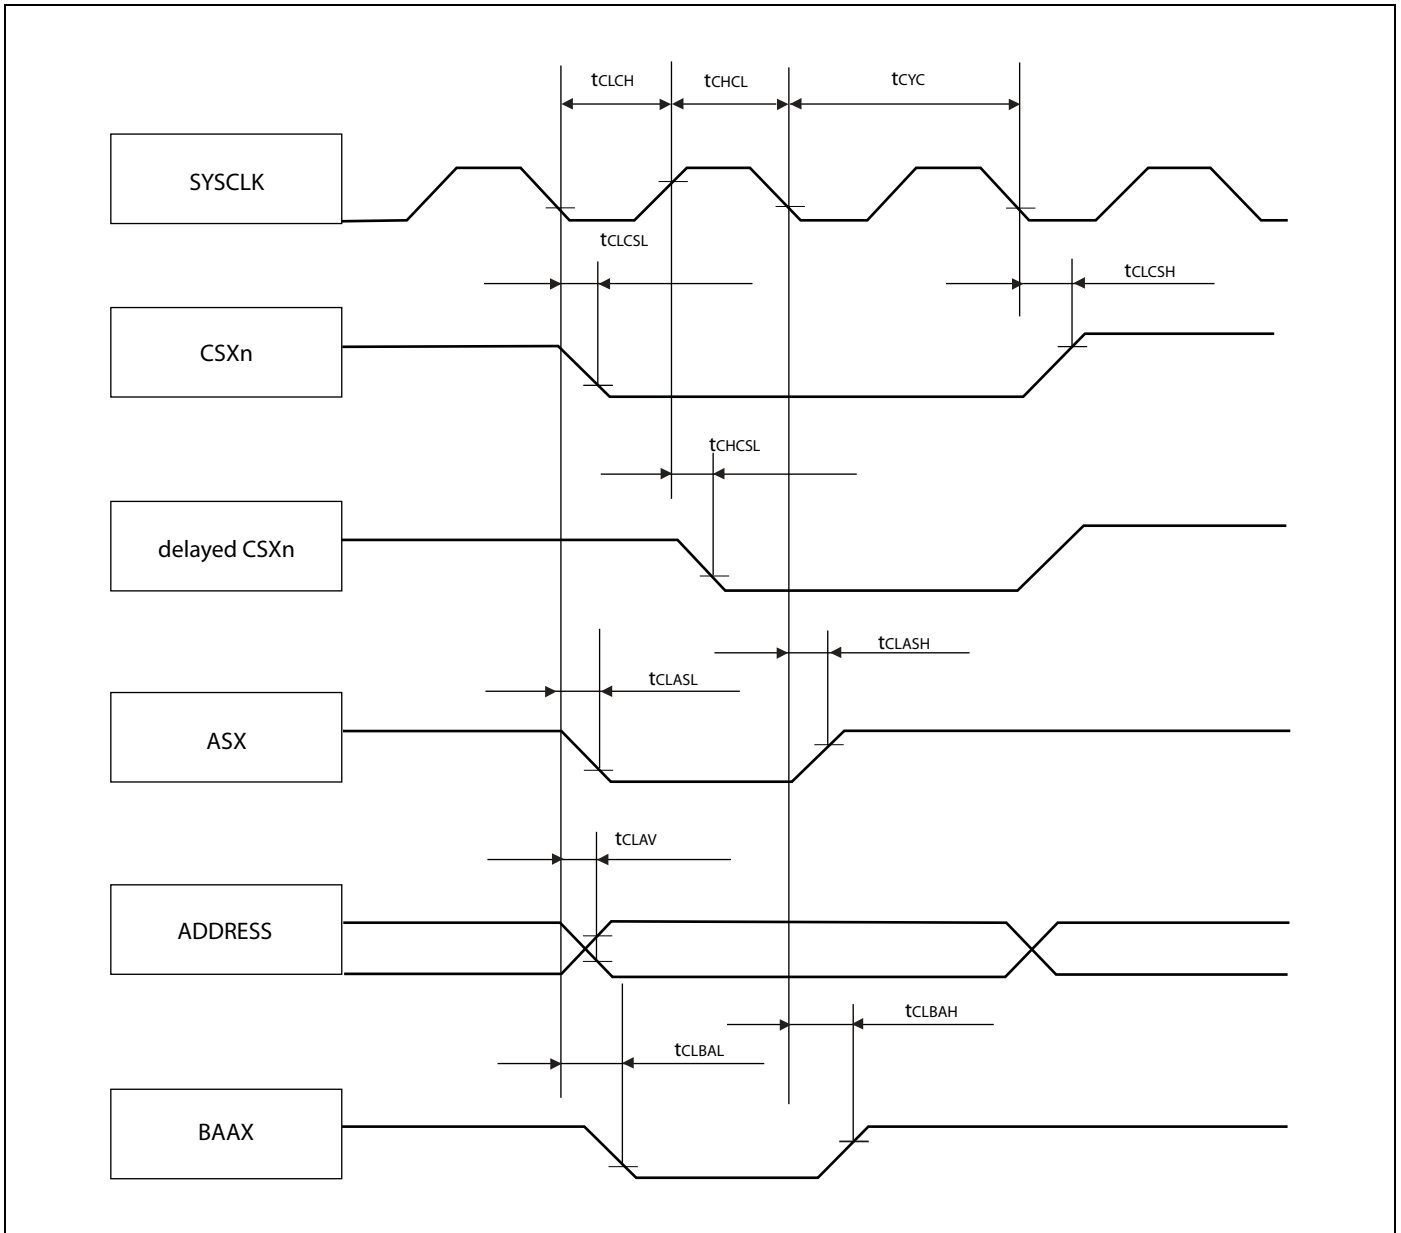 tCLCH tCHCL tCYC
SYSCLK
tCLCSL
tCLCSH
CSXn
tCHCSL
delayed CSXn
tCLASH
tCLASL
ASX
tCLAV
ADDRESS
tCLBAH
tCLBAL
BAAX